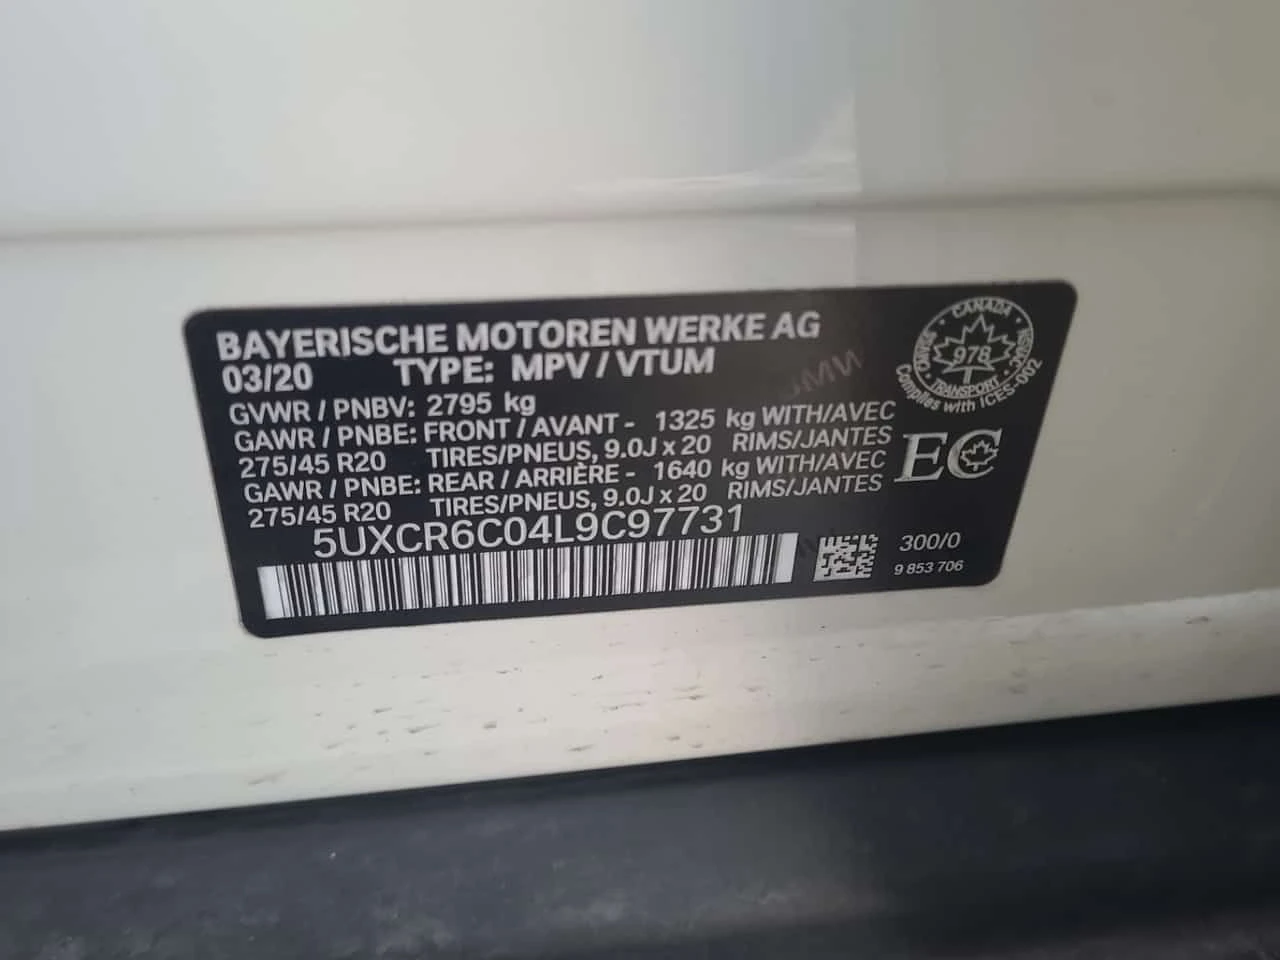 BAYERISCHE MOTOREN WERKE AG
03/20 TYPE: MPV / VTUM
GVWR / PNBV: 2795 kg
GAWR / PNBE: FRONT / AVANT - 1325 kg WITH/AVEC
275/45 R20 TIRES/PNEUS, 9.0J x 20 RIMS/JANTES
GAWR / PNBE: REAR / ARRIÈRE - 1640 kg WITH/AVEC
275/45 R20 TIRES/PNEUS, 9.0J x 20 RIMS/JANTES
5UXCR6C04L9C97731
CANADA
978
TRANSPORT
Complies with ICES-002
EC
300/0
9 853 706